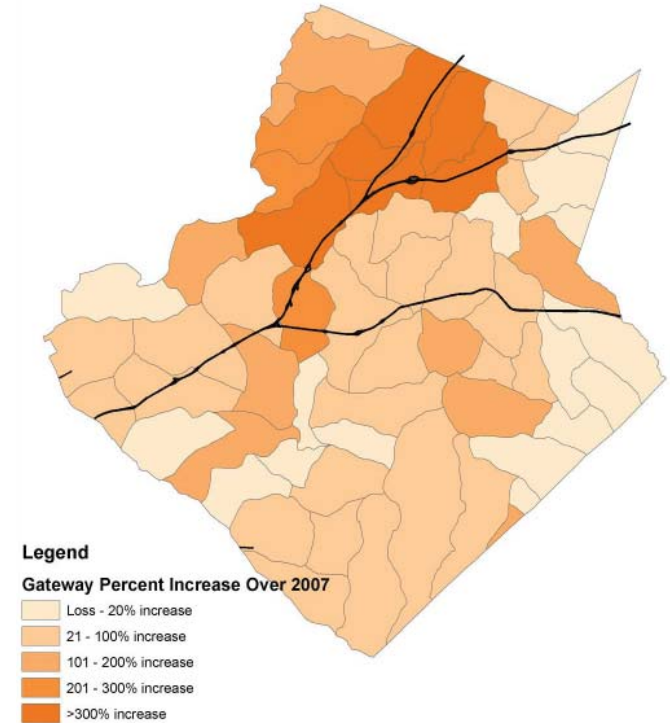 Legend
Gateway Percent Increase Over 2007
Loss - 20% increase
21 - 100% increase
101 - 200% increase
201 - 300% increase
>300% increase